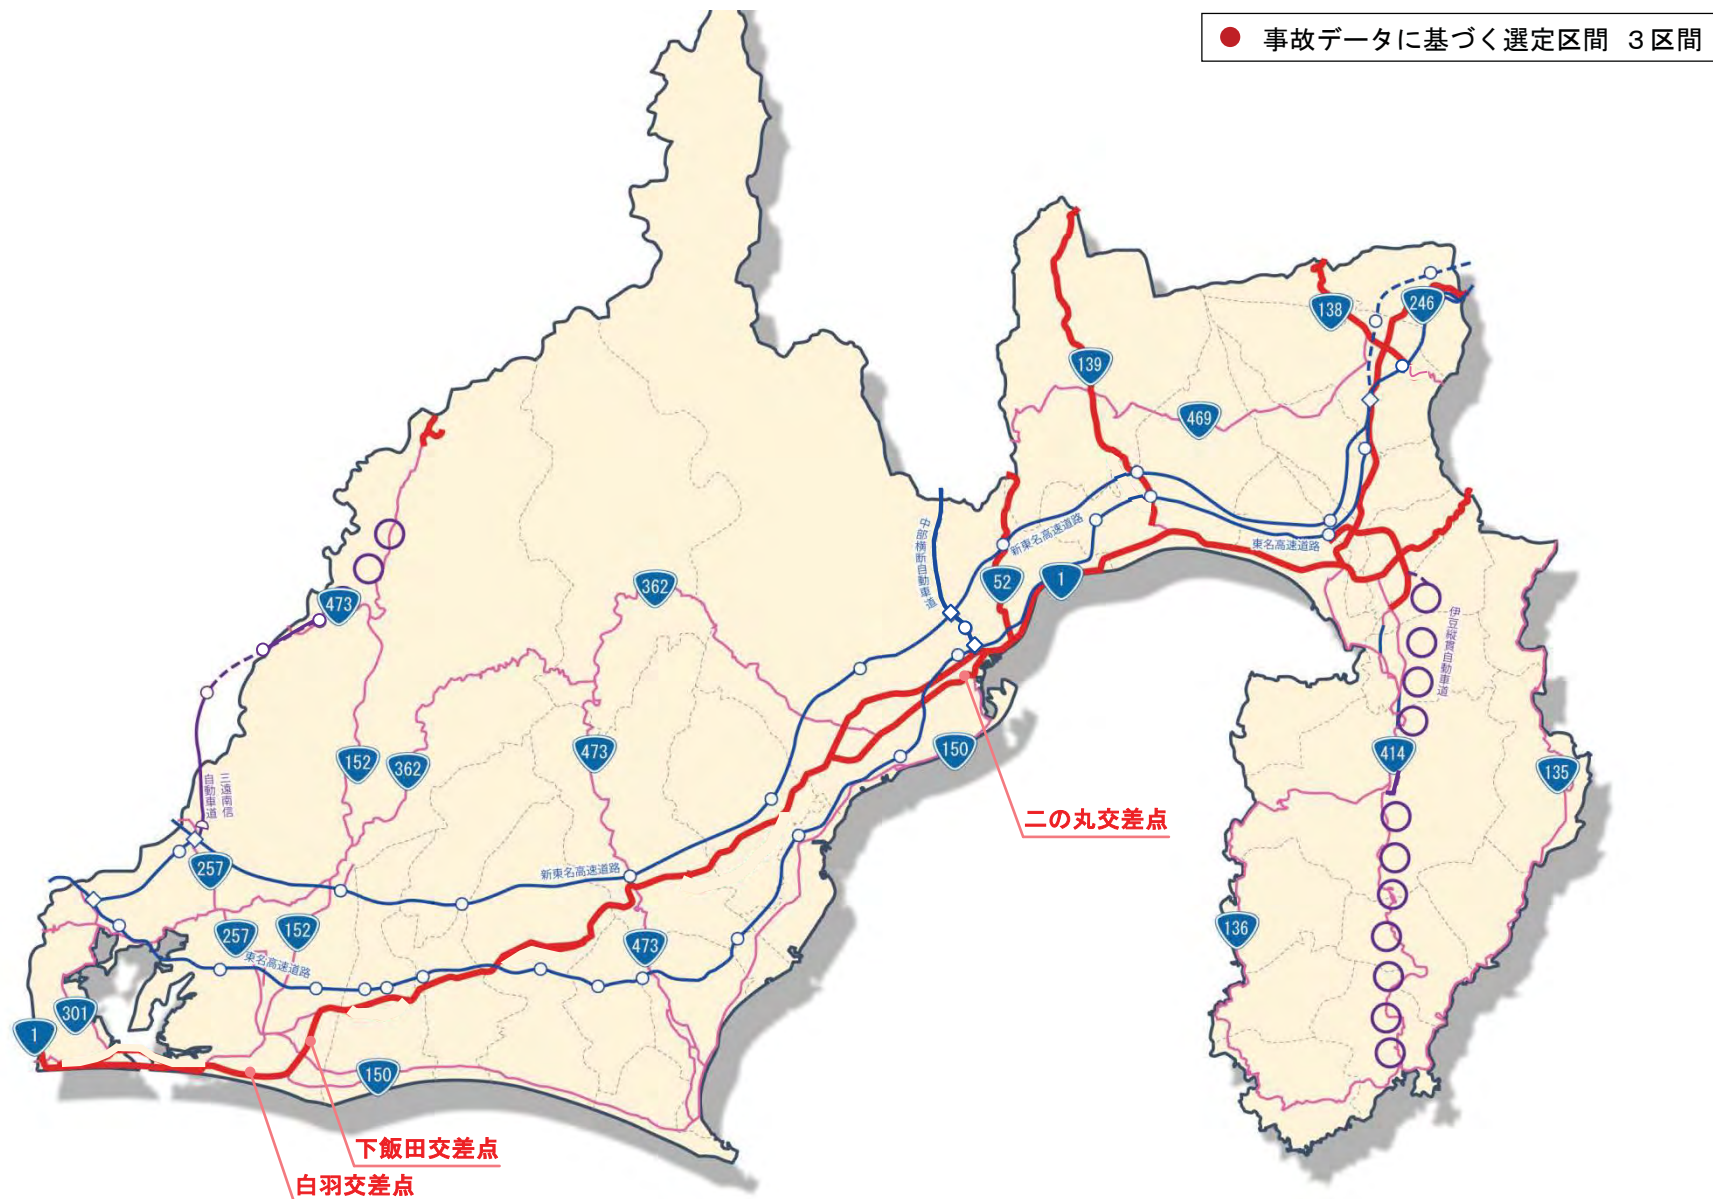 事故データに基づく選定区間 3区間
138
246
139
469
中部横断自動車道
新東名高速道路
東名高速道路
52
1
362
473
伊豆縦貫自動車道
473
150
414
135
152
362
三遠南信
自動車道
二の丸交差点
257
新東名高速道路
257
152
473
136
東名高速道路
301
1
150
下飯田交差点
白羽交差点